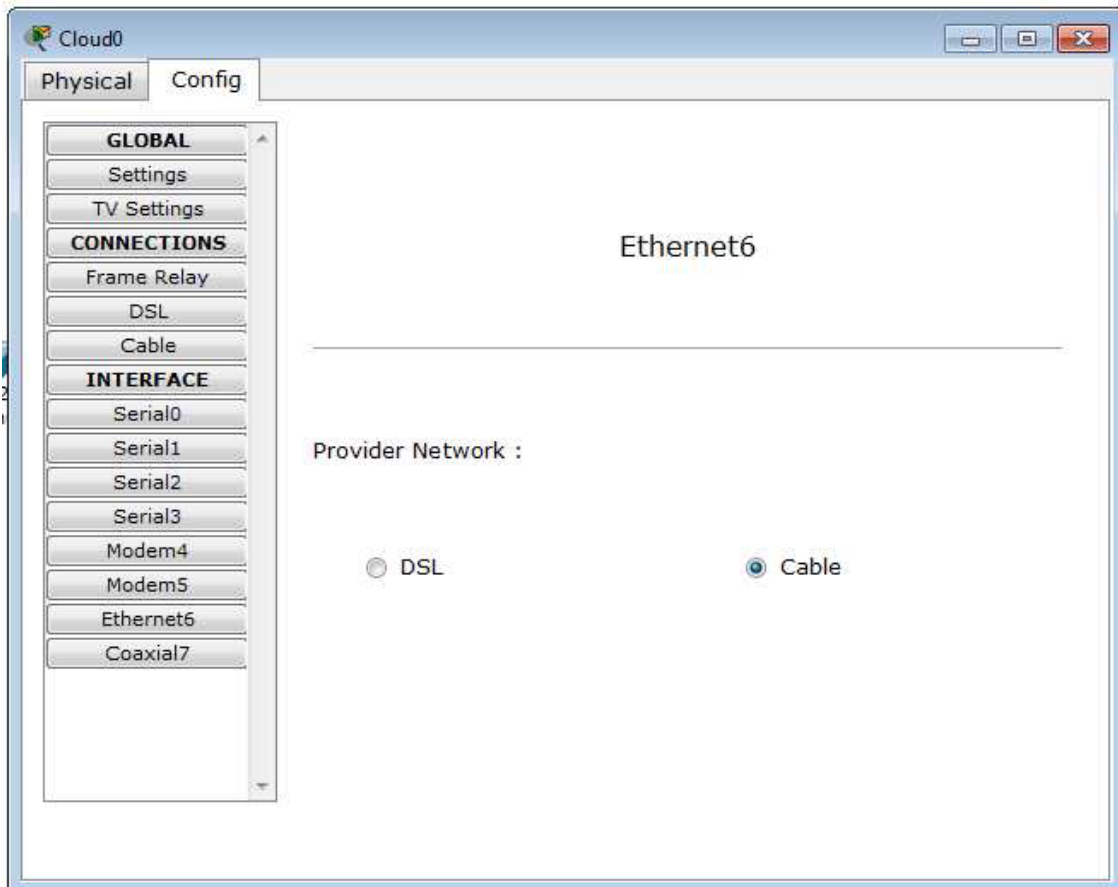 Cloud0
Physical Config
GLOBAL
Settings
TV Settings
CONNECTIONS
Frame Relay
DSL
Cable
INTERFACE
Serial0
Serial1
Serial2
Serial3
Modem4
Modem5
Ethernet6
Coaxial7
Ethernet6
Provider Network :
DSL Cable